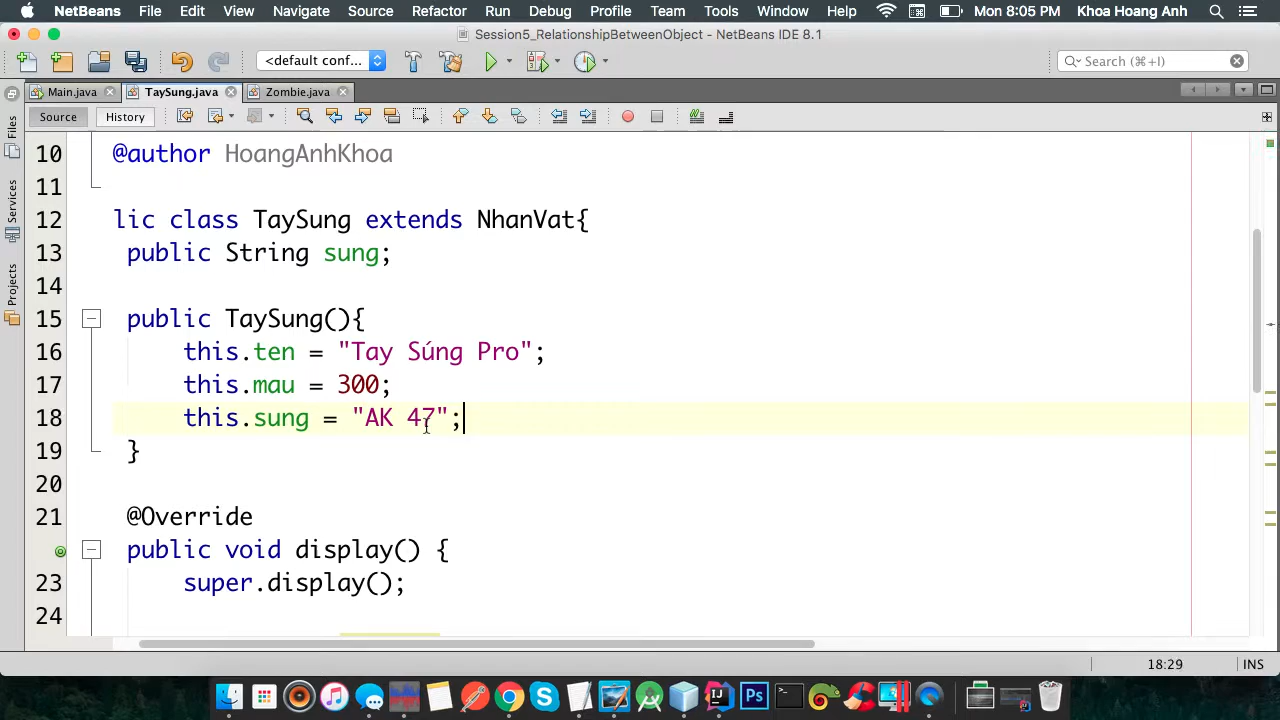 NetBeans File Edit View Navigate Source Refactor Run Debug Profile Team Tools Window Help Mon 8:05 PM Khoa Hoang Anh
Session5_RelationshipBetweenObject - NetBeans IDE 8.1
<default conf... Search (⌘+I)
Main.java TaySung.java Zombie.java
Source History
Files
Services
Projects
10 @author HoangAnhKhoa
11
12 lic class TaySung extends NhanVat{
13 public String sung;
14
15 public TaySung(){
16 this.ten = "Tay Súng Pro";
17 this.mau = 300;
18 this.sung = "AK 47";
19 }
20
21 @Override
public void display() {
23 super.display();
24
18:29 INS